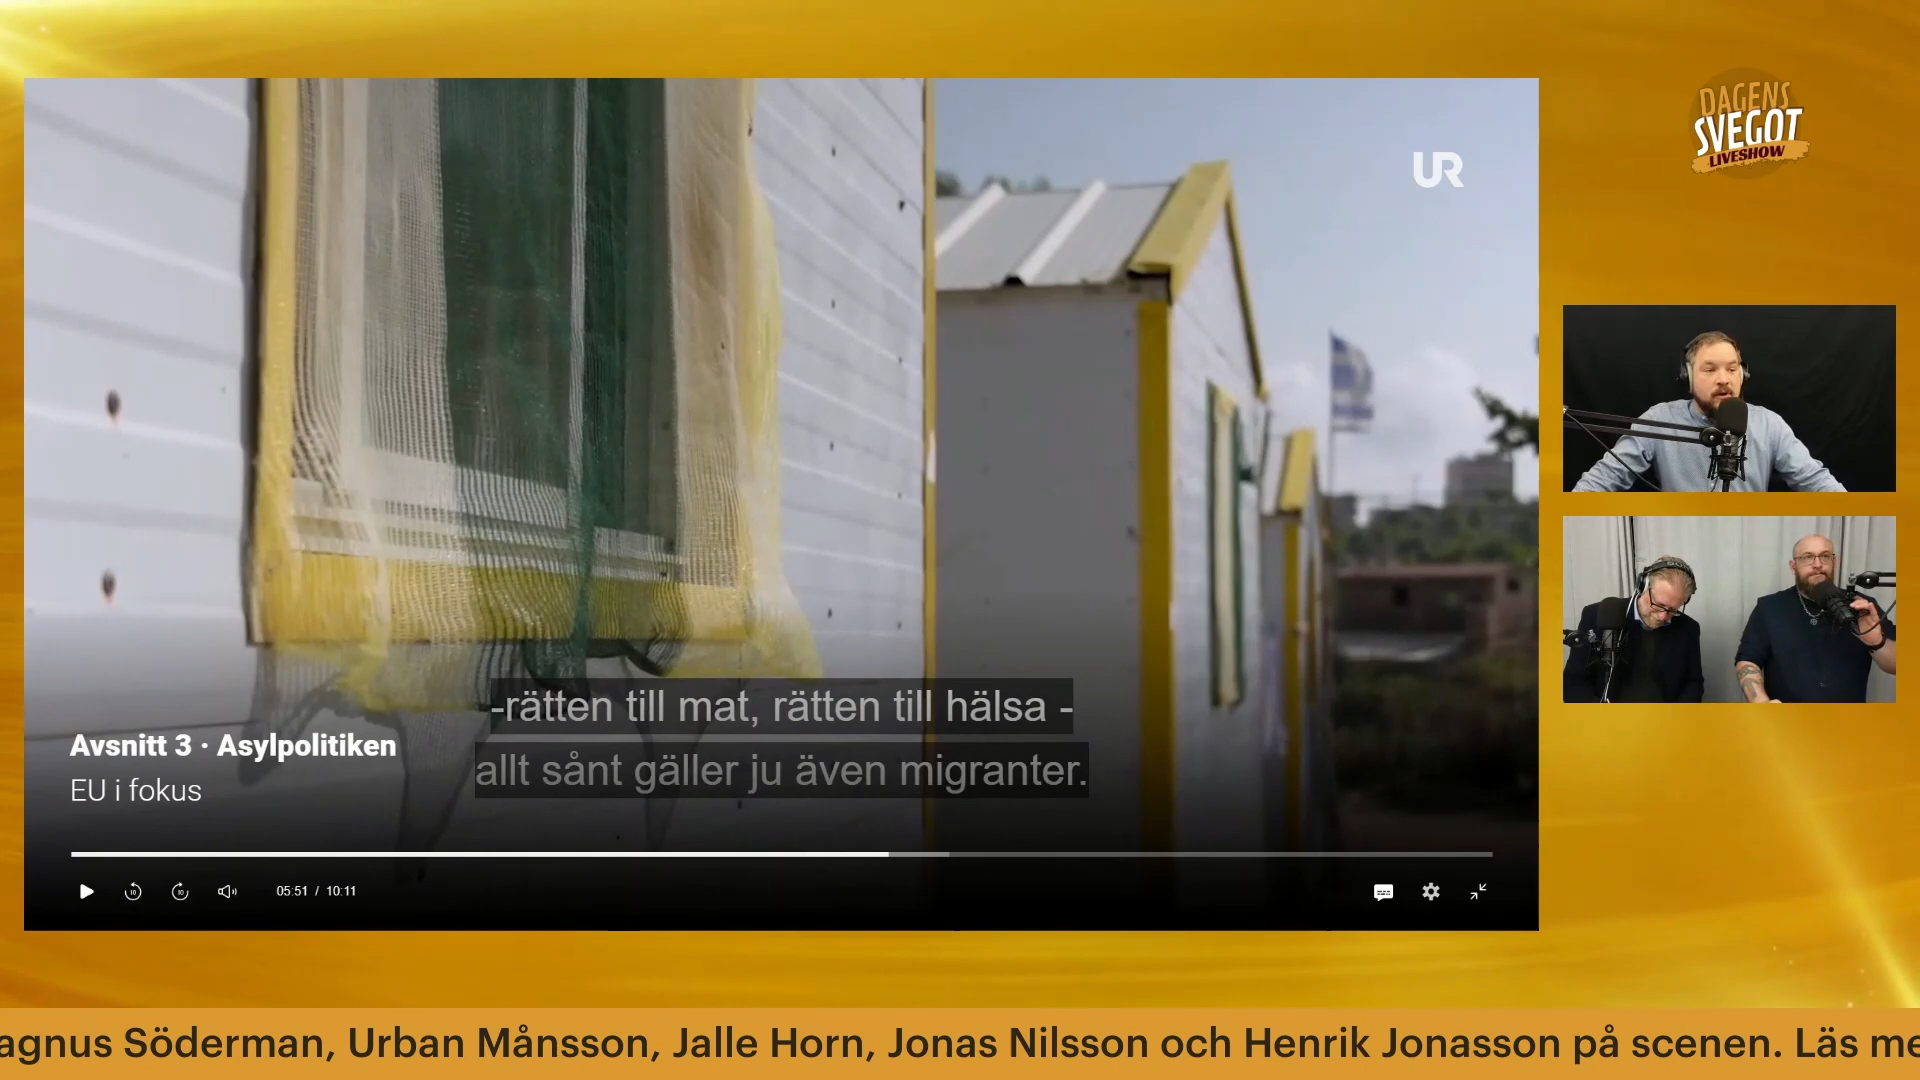 DAGENS
SVEGOT
LIVESHOW
UR
-rätten till mat, rätten till hälsa -
allt sånt gäller ju även migranter.
Avsnitt 3 · Asylpolitiken
EU i fokus
05:51 / 10:11
agnus Söderman, Urban Månsson, Jalle Horn, Jonas Nilsson och Henrik Jonasson på scenen. Läs me